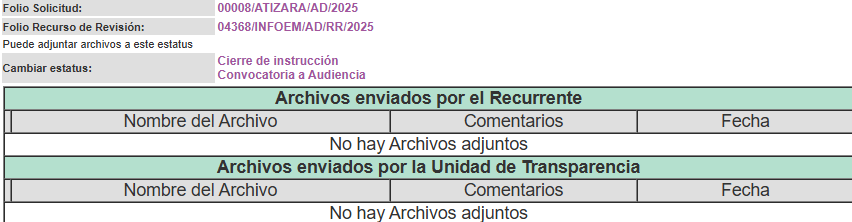 Folio Solicitud: 00008/ATIZARA/AD/2025
Folio Recurso de Revisión: 04368/INFOEM/AD/RR/2025
Puede adjuntar archivos a este estatus
Cambiar estatus: Cierre de instrucción
Convocatoria a Audiencia
Archivos enviados por el Recurrente
Nombre del Archivo Comentarios Fecha
No hay Archivos adjuntos
Archivos enviados por la Unidad de Transparencia
Nombre del Archivo Comentarios Fecha
No hay Archivos adjuntos